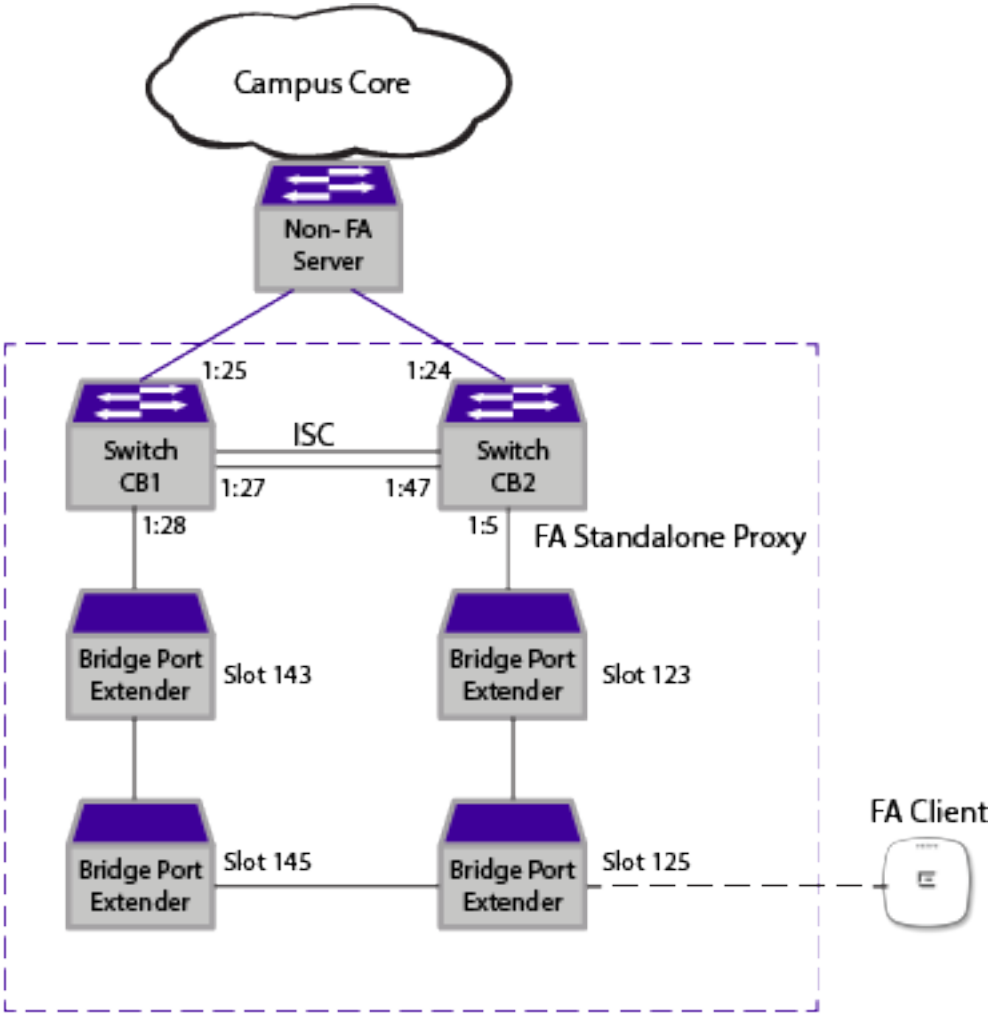 Campus Core
Non- FA
Server
1:25
1:24
Switch
CB1
ISC
Switch
CB2
1:27
1:47
1:28
1:5
FA Standalone Proxy
Bridge Port
Extender
Slot 143
Bridge Port
Extender
Slot 123
FA Client
Bridge Port
Extender
Slot 145
Bridge Port
Extender
Slot 125